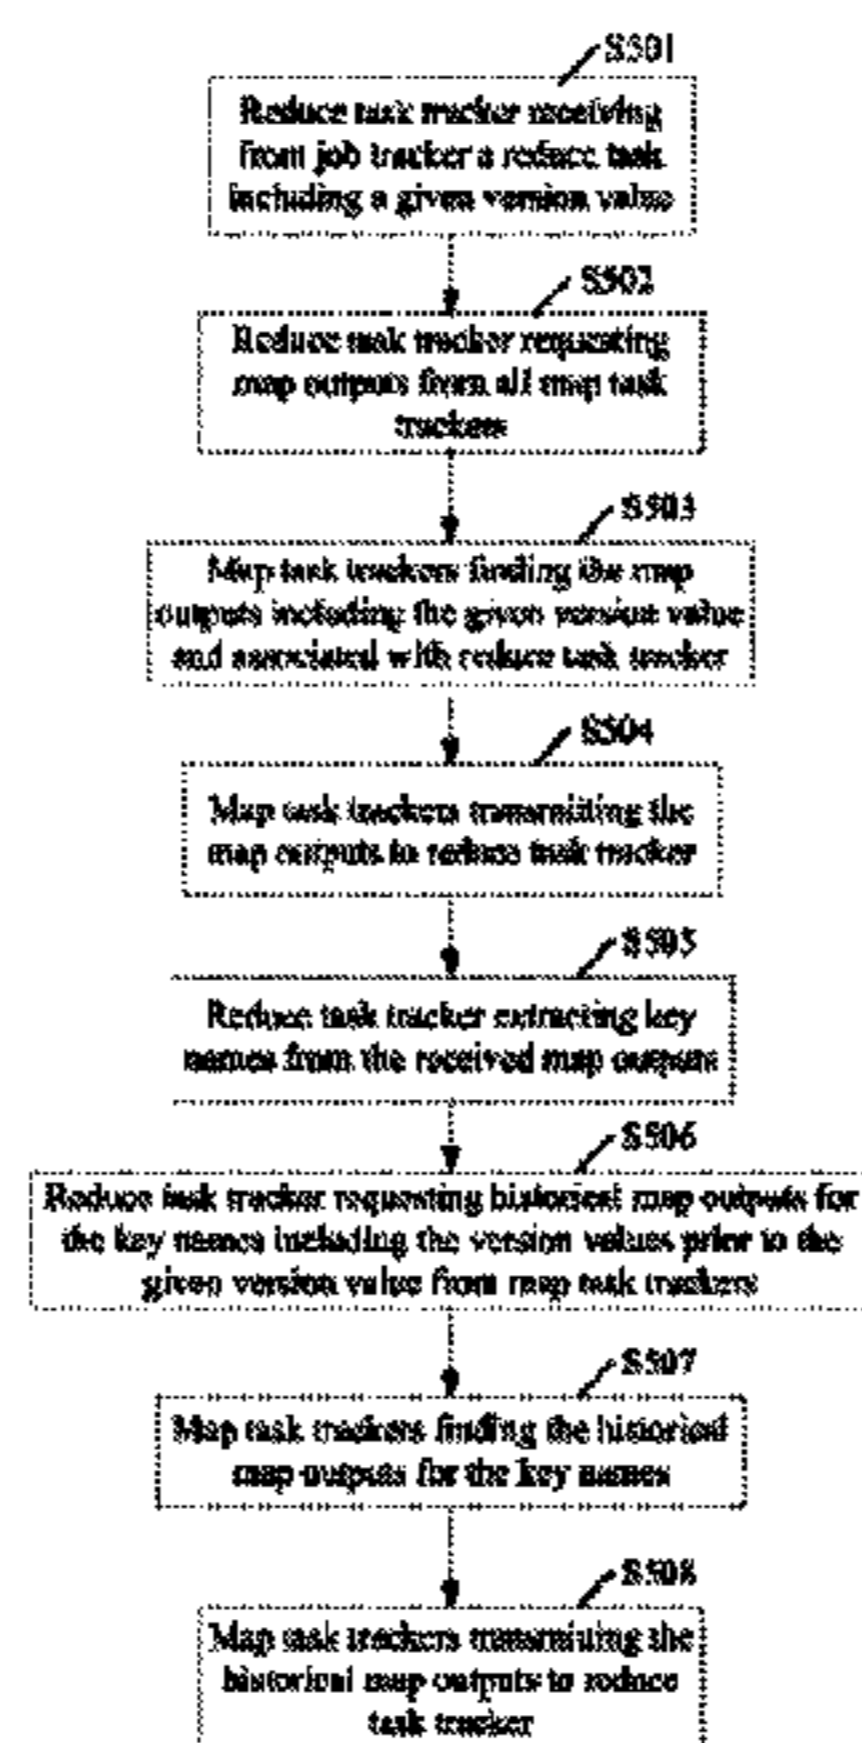 S501
Reduce task tracker receiving
from job tracker a reduce task
including a given version value
S502
Reduce task tracker requesting
map outputs from all map task
trackers
S503
Map task trackers finding the map
outputs including the given version value
and associated with reduce task tracker
S504
Map task trackers transmitting the
map outputs to reduce task tracker
S505
Reduce task tracker extracting key
names from the received map outputs
S506
Reduce task tracker requesting historical map outputs for
the key names including the version values prior to the
given version value from map task trackers
S507
Map task trackers finding the historical
map outputs for the key names
S508
Map task trackers transmitting the
historical map outputs to reduce
task tracker